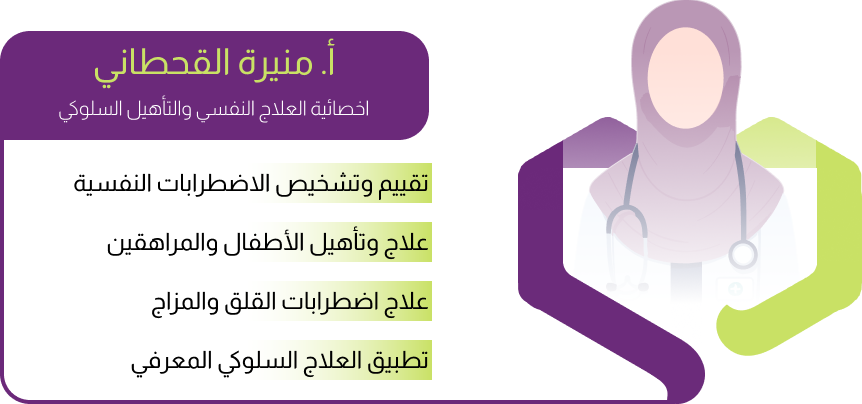 أ. منيرة القحطاني
اخصائية العلاج النفسي والتأهيل السلوكي
تقييم وتشخيص الاضطرابات النفسية
علاج وتأهيل الأطفال والمراهقين
علاج اضطرابات القلق والمزاج
تطبيق العلاج السلوكي المعرفي